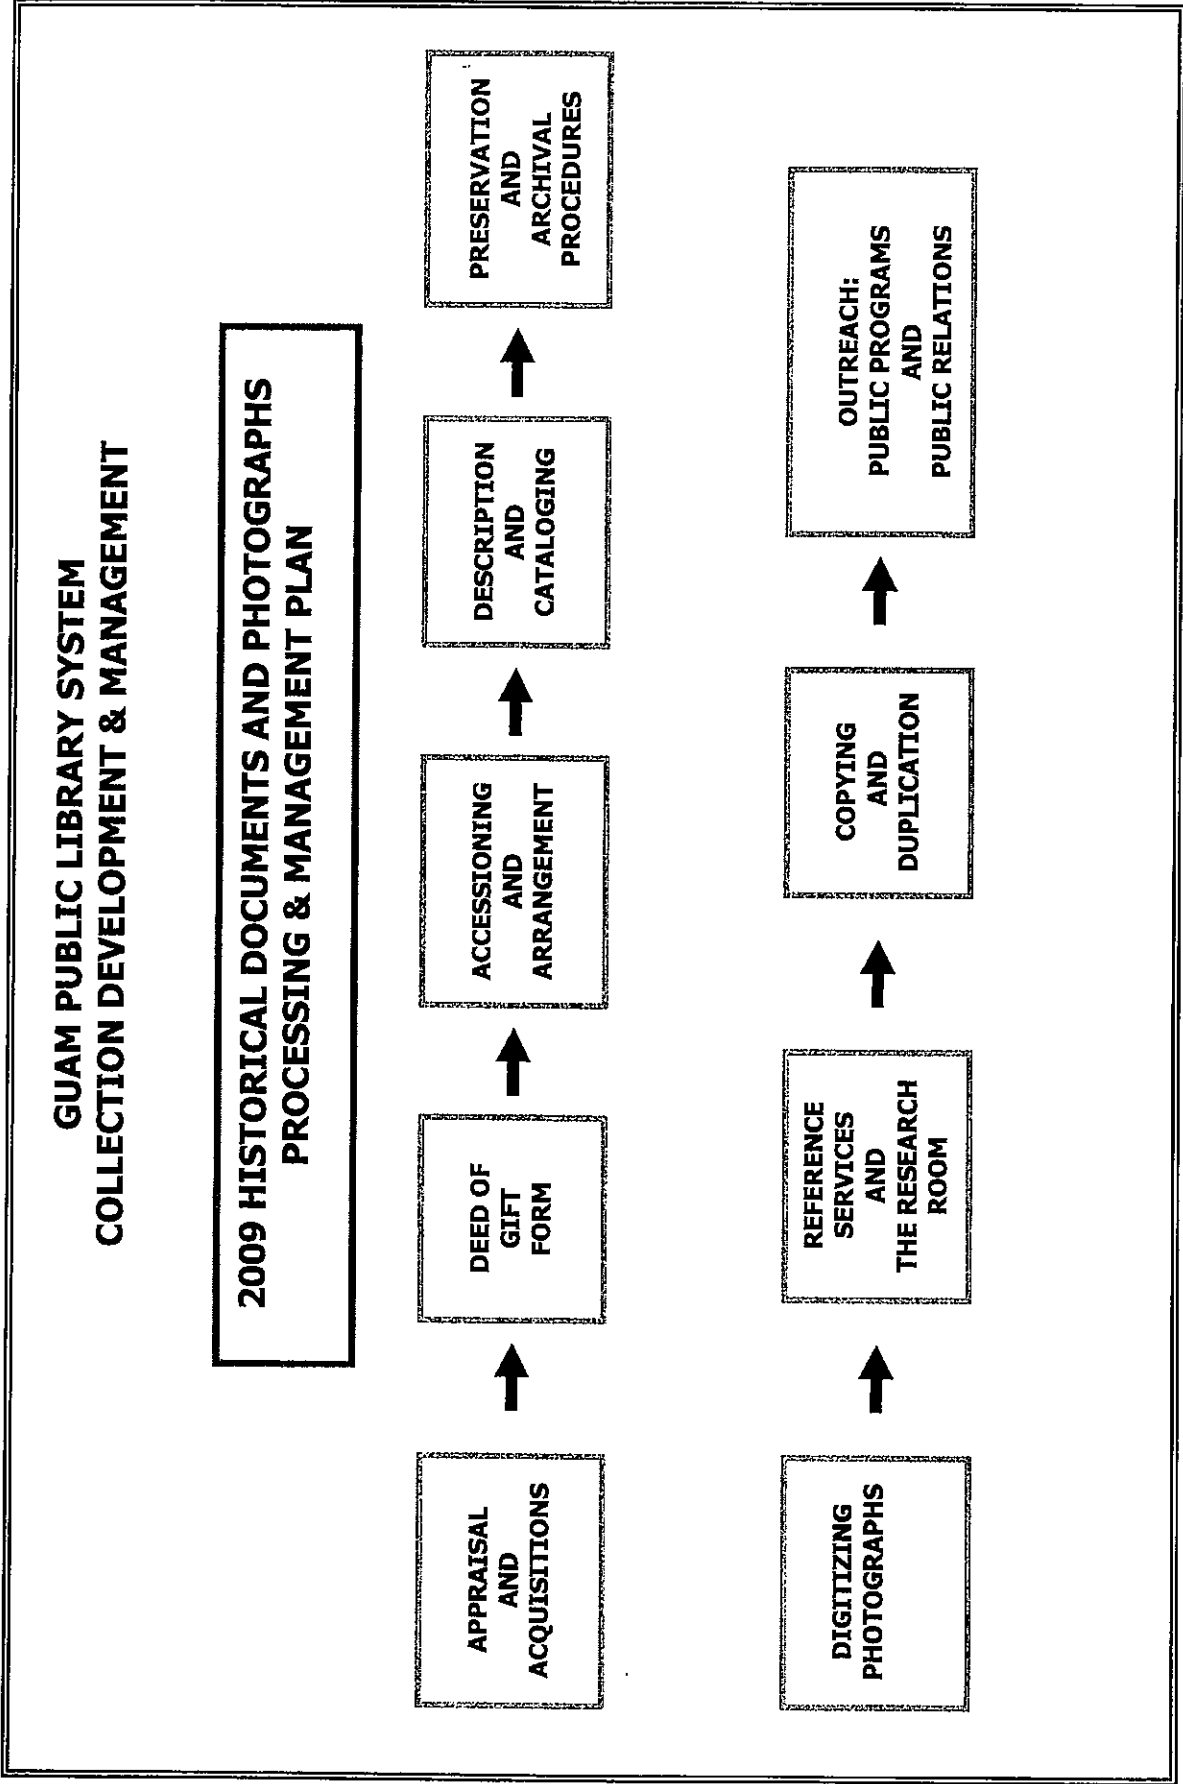 GUAM PUBLIC LIBRARY SYSTEM
COLLECTION DEVELOPMENT & MANAGEMENT
2009 HISTORICAL DOCUMENTS AND PHOTOGRAPHS
PROCESSING & MANAGEMENT PLAN
APPRAISAL
AND
ACQUISITIONS
DEED OF
GIFT
FORM
ACCESSIONING
AND
ARRANGEMENT
DESCRIPTION
AND
CATALOGING
PRESERVATION
AND
ARCHIVAL
PROCEDURES
DIGITIZING
PHOTOGRAPHS
REFERENCE
SERVICES
AND
THE RESEARCH
ROOM
COPYING
AND
DUPLICATION
OUTREACH:
PUBLIC PROGRAMS
AND
PUBLIC RELATIONS